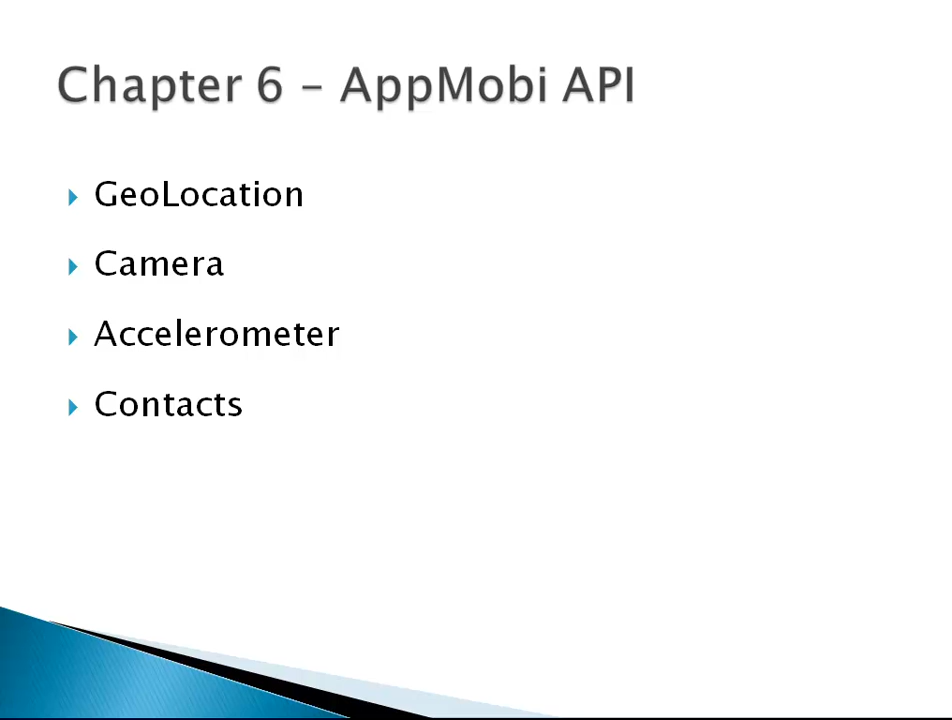 Chapter 6 – AppMobi API
GeoLocation
Camera
Accelerometer
Contacts